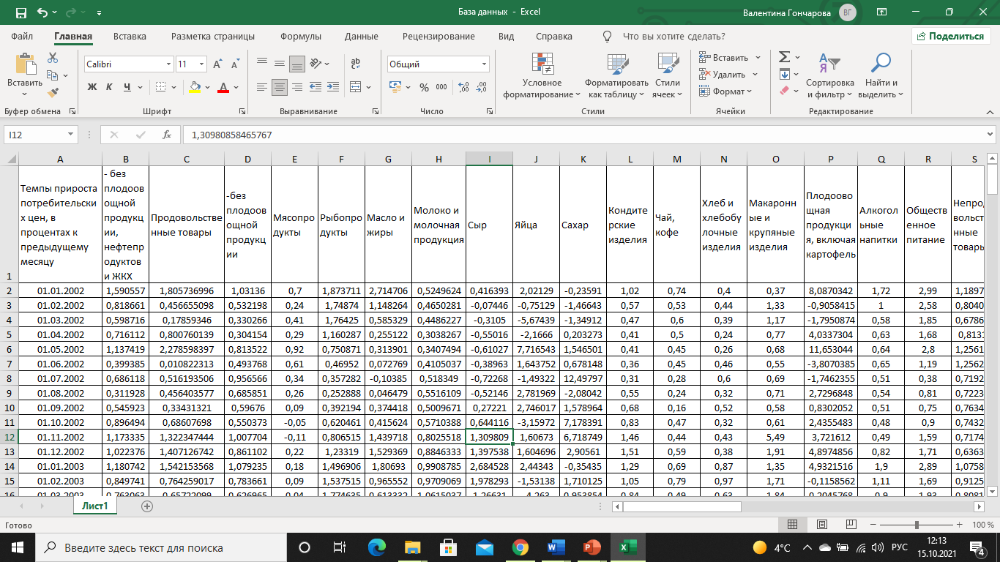 База данных - Excel
Валентина Гончарова ВГ
Файл Главная Вставка Разметка страницы Формулы Данные Рецензирование Вид Справка Что вы хотите сделать? Поделиться
Вставить
Calibri 11
Ж К Ч
A A
ab
Общий
% 000
Условное форматирование
Форматировать как таблицу
Стили ячеек
Вставить
Удалить
Формат
Σ
Сортировка и фильтр
Найти и выделить
Буфер обмена Шрифт Выравнивание Число Стили Ячейки Редактирование
I12 fx 1,30980858465767
A B C D E F G H I J K L M N O P Q R S
1
Темпы прироста
потребительски
х цен, в
процентах к
предыдущему
месяцу
- без
плодоов
ощной
продукц
ии,
нефтепр
одуктов
и ЖКХ
Продовольстве
нные товары
-без
плодоов
ощной
продукц
ии
Мясопро
дукты
Рыбопро
дукты
Масло и
жиры
Молоко и
молочная
продукция
Сыр
Яйца
Сахар
Кондите
рские
изделия
Чай,
кофе
Хлеб и
хлебобу
лочные
изделия
Макаронн
ые и
крупяные
изделия
Плодоово
щная
продукци
я, включая
картофель
Алкогол
ьные
напитки
Обществ
енное
питание
вольст
нные
товары
2 01.01.2002 1,590557 1,805736996 1,03136 0,7 1,873711 2,714706 0,5249624 0,416393 2,02129 -0,23591 1,02 0,74 0,4 0,37 8,0870342 1,72 2,99 1,1897
3 01.02.2002 0,818661 0,456655098 0,532198 0,24 1,74874 1,148264 0,4650281 -0,07446 -0,75129 -1,46643 0,57 0,53 0,44 1,33 -0,9058415 1 2,58 0,8040
4 01.03.2002 0,598716 0,17859346 0,330266 0,41 1,76425 0,585329 0,4486227 -0,3105 -5,67439 -1,34912 0,47 0,6 0,39 1,17 -1,7950874 0,58 1,85 0,6786
5 01.04.2002 0,716112 0,800760139 0,304154 0,29 1,160287 0,255122 0,3038267 -0,55016 -2,1666 0,203273 0,41 0,5 0,24 0,77 4,0337304 0,63 1,68 0,813
6 01.05.2002 1,137419 2,278598397 0,813522 0,92 0,750871 0,313901 0,3407494 -0,61027 7,716543 1,546501 0,41 0,45 0,26 0,68 11,653044 0,64 2,8 1,2561
7 01.06.2002 0,399385 0,010822313 0,493768 0,61 0,46952 0,072769 0,4105037 -0,38963 1,643752 0,678148 0,36 0,45 0,46 0,55 -3,8070385 0,65 1,19 1,2562
8 01.07.2002 0,686118 0,516193506 0,956566 0,34 0,357282 -0,10385 0,518349 -0,72268 -1,49322 12,49797 0,31 0,28 0,6 0,69 -1,7462355 0,51 0,38 0,7192
9 01.08.2002 0,311928 0,456403577 0,685851 0,26 0,252888 0,046479 0,5516109 -0,52146 2,781969 -2,08042 0,55 0,24 0,32 0,71 2,7296848 0,54 0,81 0,7223
10 01.09.2002 0,545923 0,33431321 0,59676 0,09 0,392194 0,374418 0,5009671 0,27221 2,746017 1,578964 0,68 0,16 0,52 0,58 0,8302052 0,51 0,75 0,7634
11 01.10.2002 0,896494 0,68607698 0,550373 -0,05 0,620461 0,415624 0,5710388 0,644116 -3,15972 7,178391 0,83 0,47 0,32 0,61 2,4355483 0,48 0,9 0,7432
12 01.11.2002 1,173335 1,322347444 1,007704 -0,11 0,806515 1,439718 0,8025518 1,309809 1,60673 6,718749 1,46 0,44 0,43 5,49 3,721612 0,49 1,59 0,7174
13 01.12.2002 1,022376 1,407126742 0,861102 0,22 1,23319 1,529369 0,8846333 1,397538 1,604696 2,90561 1,51 0,59 0,38 1,91 4,8974856 0,82 1,71 0,6363
14 01.01.2003 1,180742 1,542153568 1,079235 0,18 1,496906 1,80693 0,9908785 2,684528 2,44343 -0,35435 1,29 0,69 0,87 1,35 4,9321516 1,9 2,89 1,0758
15 01.02.2003 0,849741 0,764259017 0,783661 0,09 1,537515 0,965552 0,9709069 1,978293 -1,53138 1,710125 1,05 0,79 0,97 1,71 -0,1158562 1,11 1,69 0,9125
Лист1
Готово 100 %
Введите здесь текст для поиска
4°C РУС 12:13
15.10.2021 4